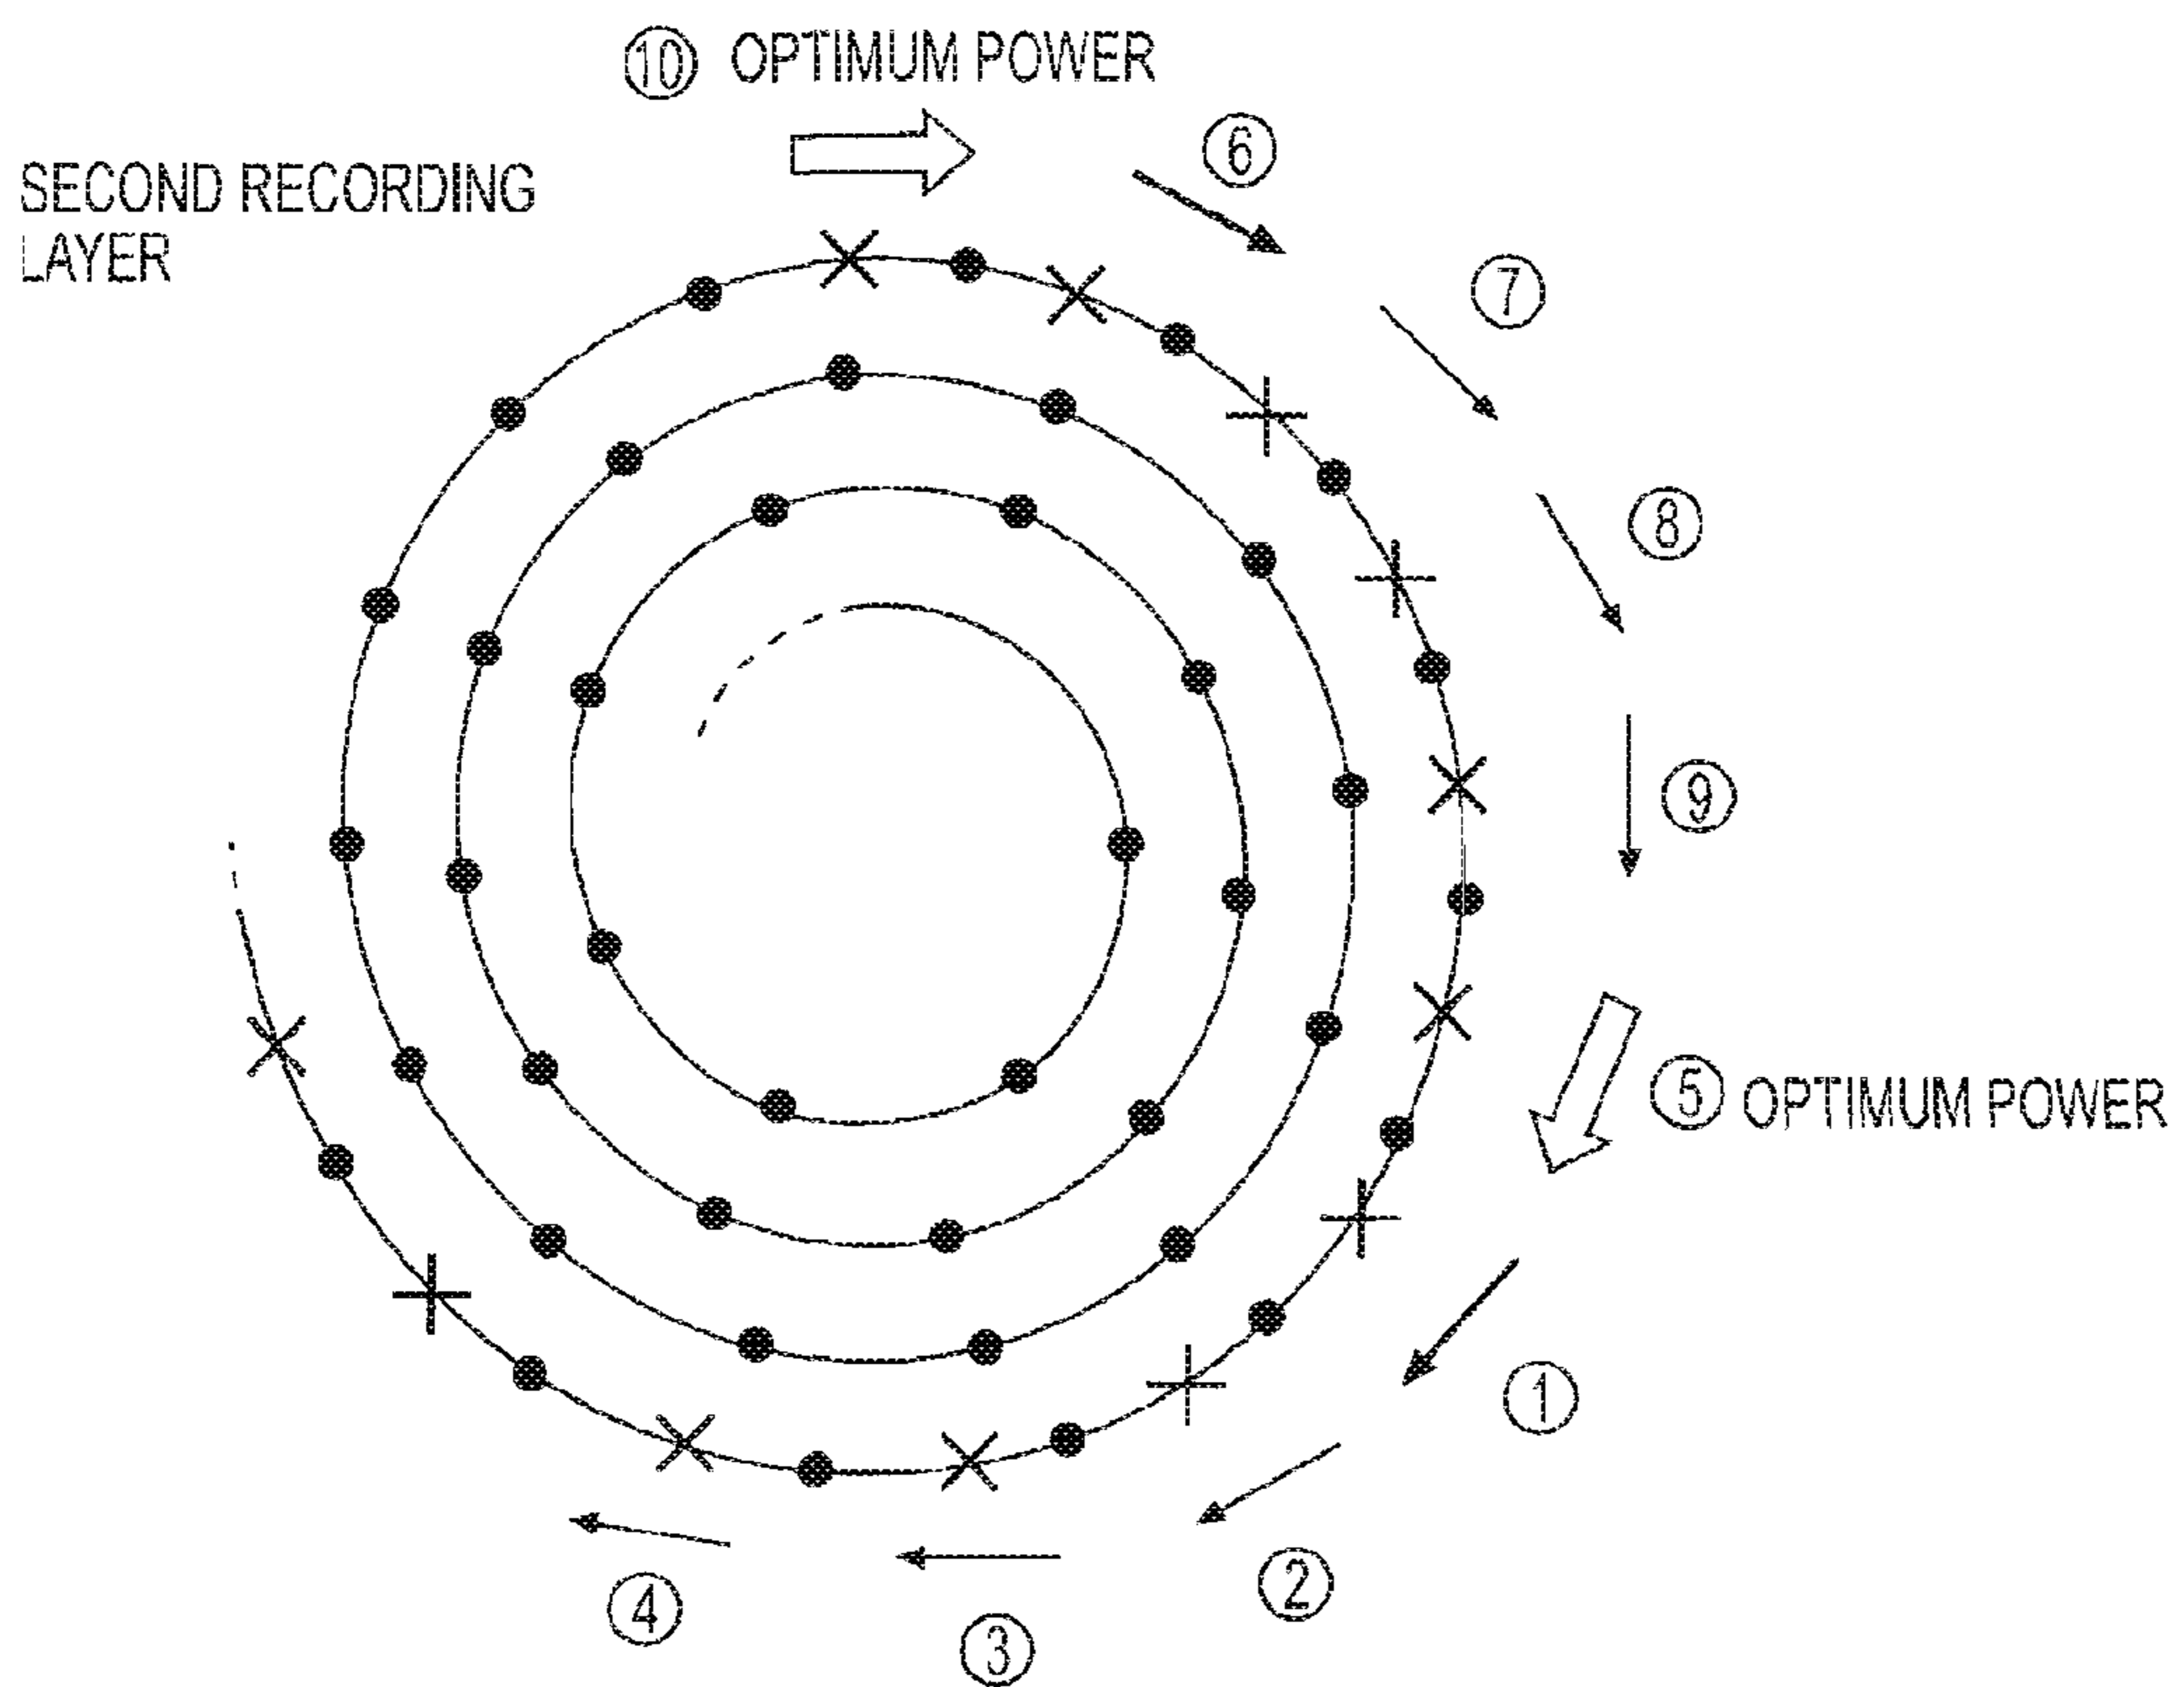 ⑩ OPTIMUM POWER
⑥
SECOND RECORDING
LAYER
⑦
⑧
⑨
⑤ OPTIMUM POWER
①
②
④
③